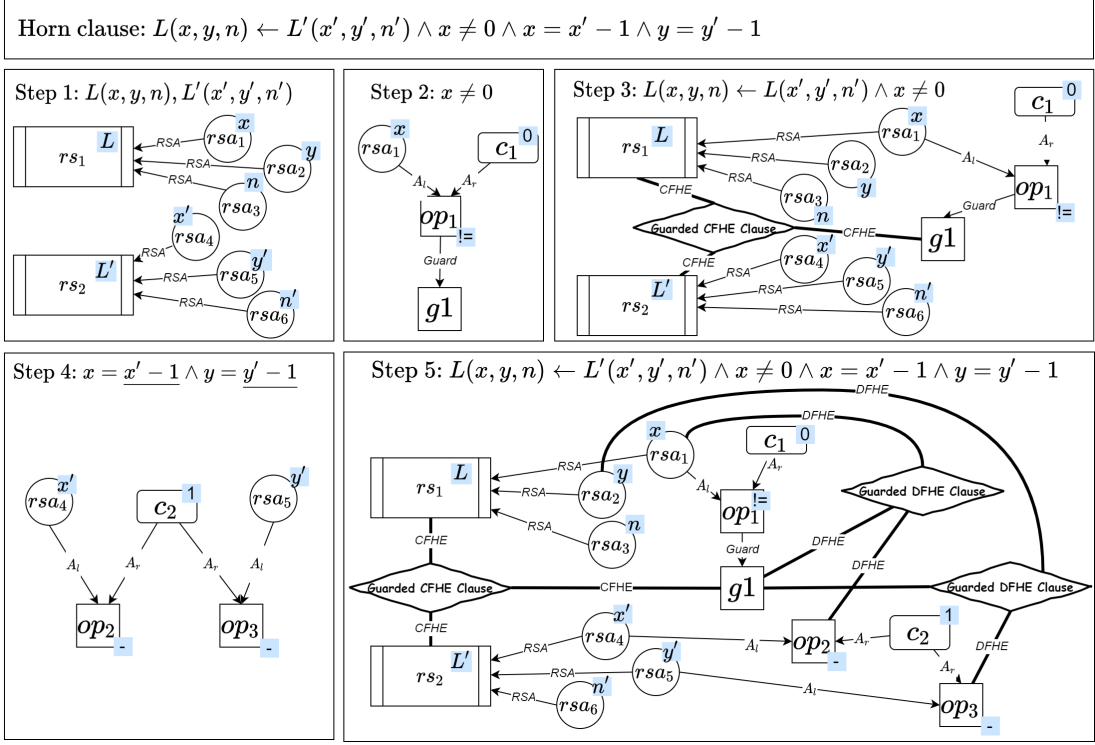 Horn clause: L(x, y, n) ← L′(x′, y′, n′) ∧ x ≠ 0 ∧ x = x′ − 1 ∧ y = y′ − 1
Step 1: L(x, y, n), L′(x′, y′, n′)
rs₁
L
RSA
rsa₁
x
RSA
rsa₂
y
RSA
rsa₃
n
rs₂
L′
RSA
rsa₄
x′
RSA
rsa₅
y′
RSA
rsa₆
n′
Step 2: x ≠ 0
rsa₁
x
c₁
0
Aₗ
Aᵣ
op₁
!=
Guard
g1
Step 3: L(x, y, n) ← L(x′, y′, n′) ∧ x ≠ 0
rs₁
L
RSA
rsa₁
x
c₁
0
Aᵣ
Aₗ
RSA
rsa₂
y
RSA
rsa₃
n
op₁
!=
Guard
g1
CFHE
Guarded CFHE Clause
CFHE
CFHE
rs₂
L′
RSA
rsa₄
x′
RSA
rsa₅
y′
RSA
rsa₆
n′
Step 4: x = x′ − 1 ∧ y = y′ − 1
rsa₄
x′
c₂
1
rsa₅
y′
Aₗ
Aᵣ
Aᵣ
Aₗ
op₂
-
op₃
-
Step 5: L(x, y, n) ← L′(x′, y′, n′) ∧ x ≠ 0 ∧ x = x′ − 1 ∧ y = y′ − 1
DFHE
DFHE
rs₁
L
RSA
rsa₁
x
c₁
0
Aₗ
Aᵣ
RSA
rsa₂
y
op₁
!=
Guarded DFHE Clause
RSA
rsa₃
n
CFHE
Guard
DFHE
DFHE
Guarded CFHE Clause
CFHE
g1
Guarded DFHE Clause
CFHE
rs₂
L′
RSA
rsa₄
x′
Aₗ
op₂
-
Aᵣ
c₂
1
DFHE
Aᵣ
RSA
rsa₅
y′
Aₗ
op₃
-
RSA
rsa₆
n′